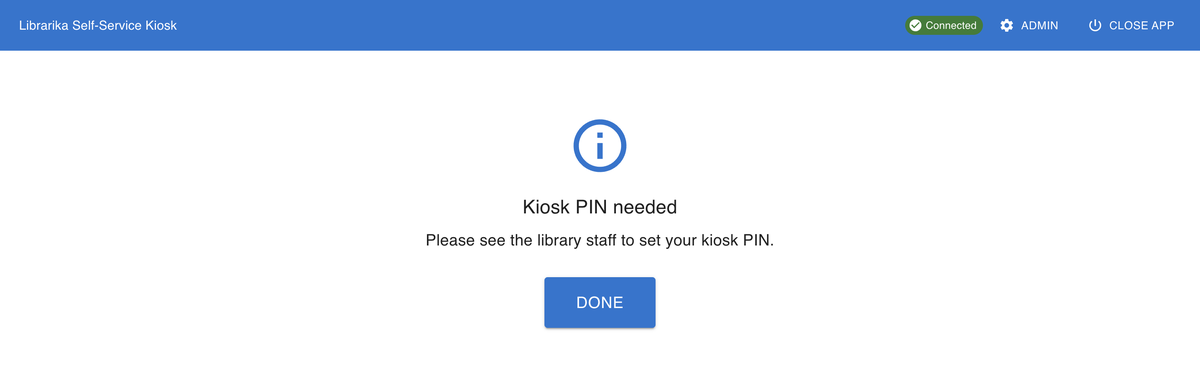 Librarika Self-Service Kiosk
Connected
ADMIN
CLOSE APP
Kiosk PIN needed
Please see the library staff to set your kiosk PIN.
DONE